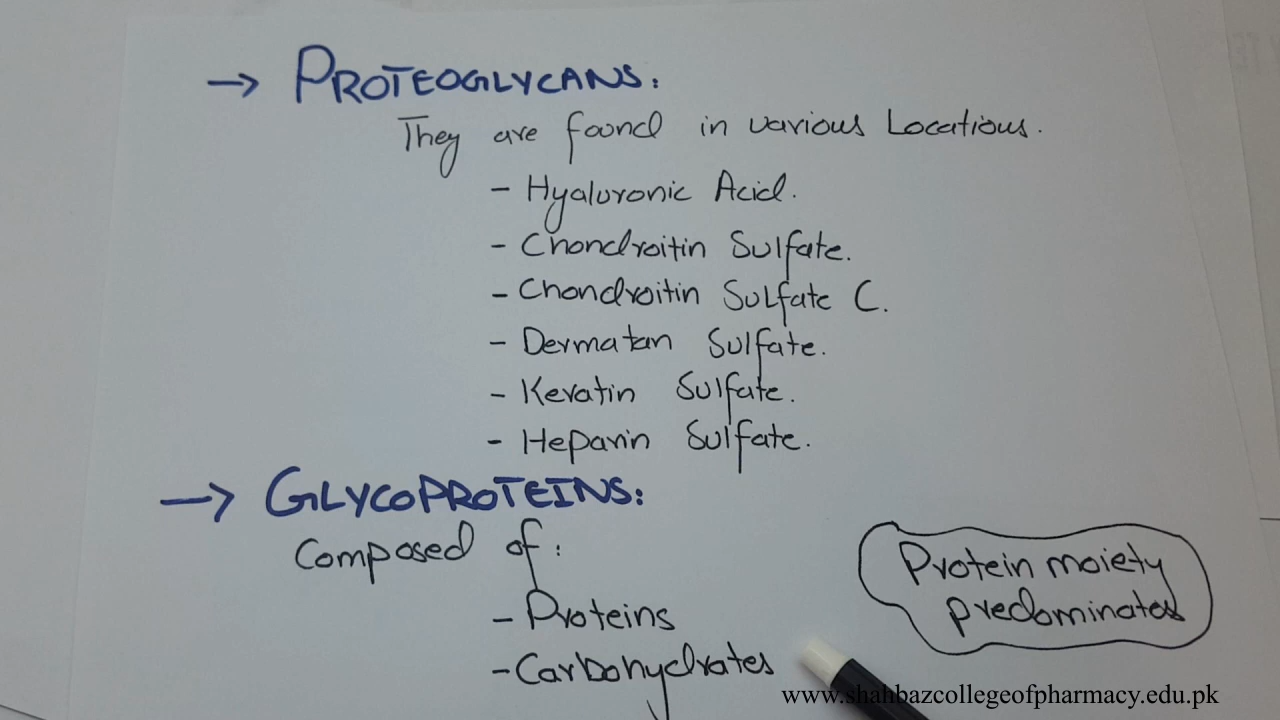 → PROTEOGLYCANS:
They are found in various Locations.
- Hyaluronic Acid.
- Chondroitin Sulfate.
- Chondroitin Sulfate C.
- Dermatan Sulfate.
- Keratin Sulfate.
- Heparin Sulfate.
→ GLYCOPROTEINS:
Composed of:
- Proteins
- Carbohydrates
Protein moiety
predominates
www.shahbazcollegeofpharmacy.edu.pk